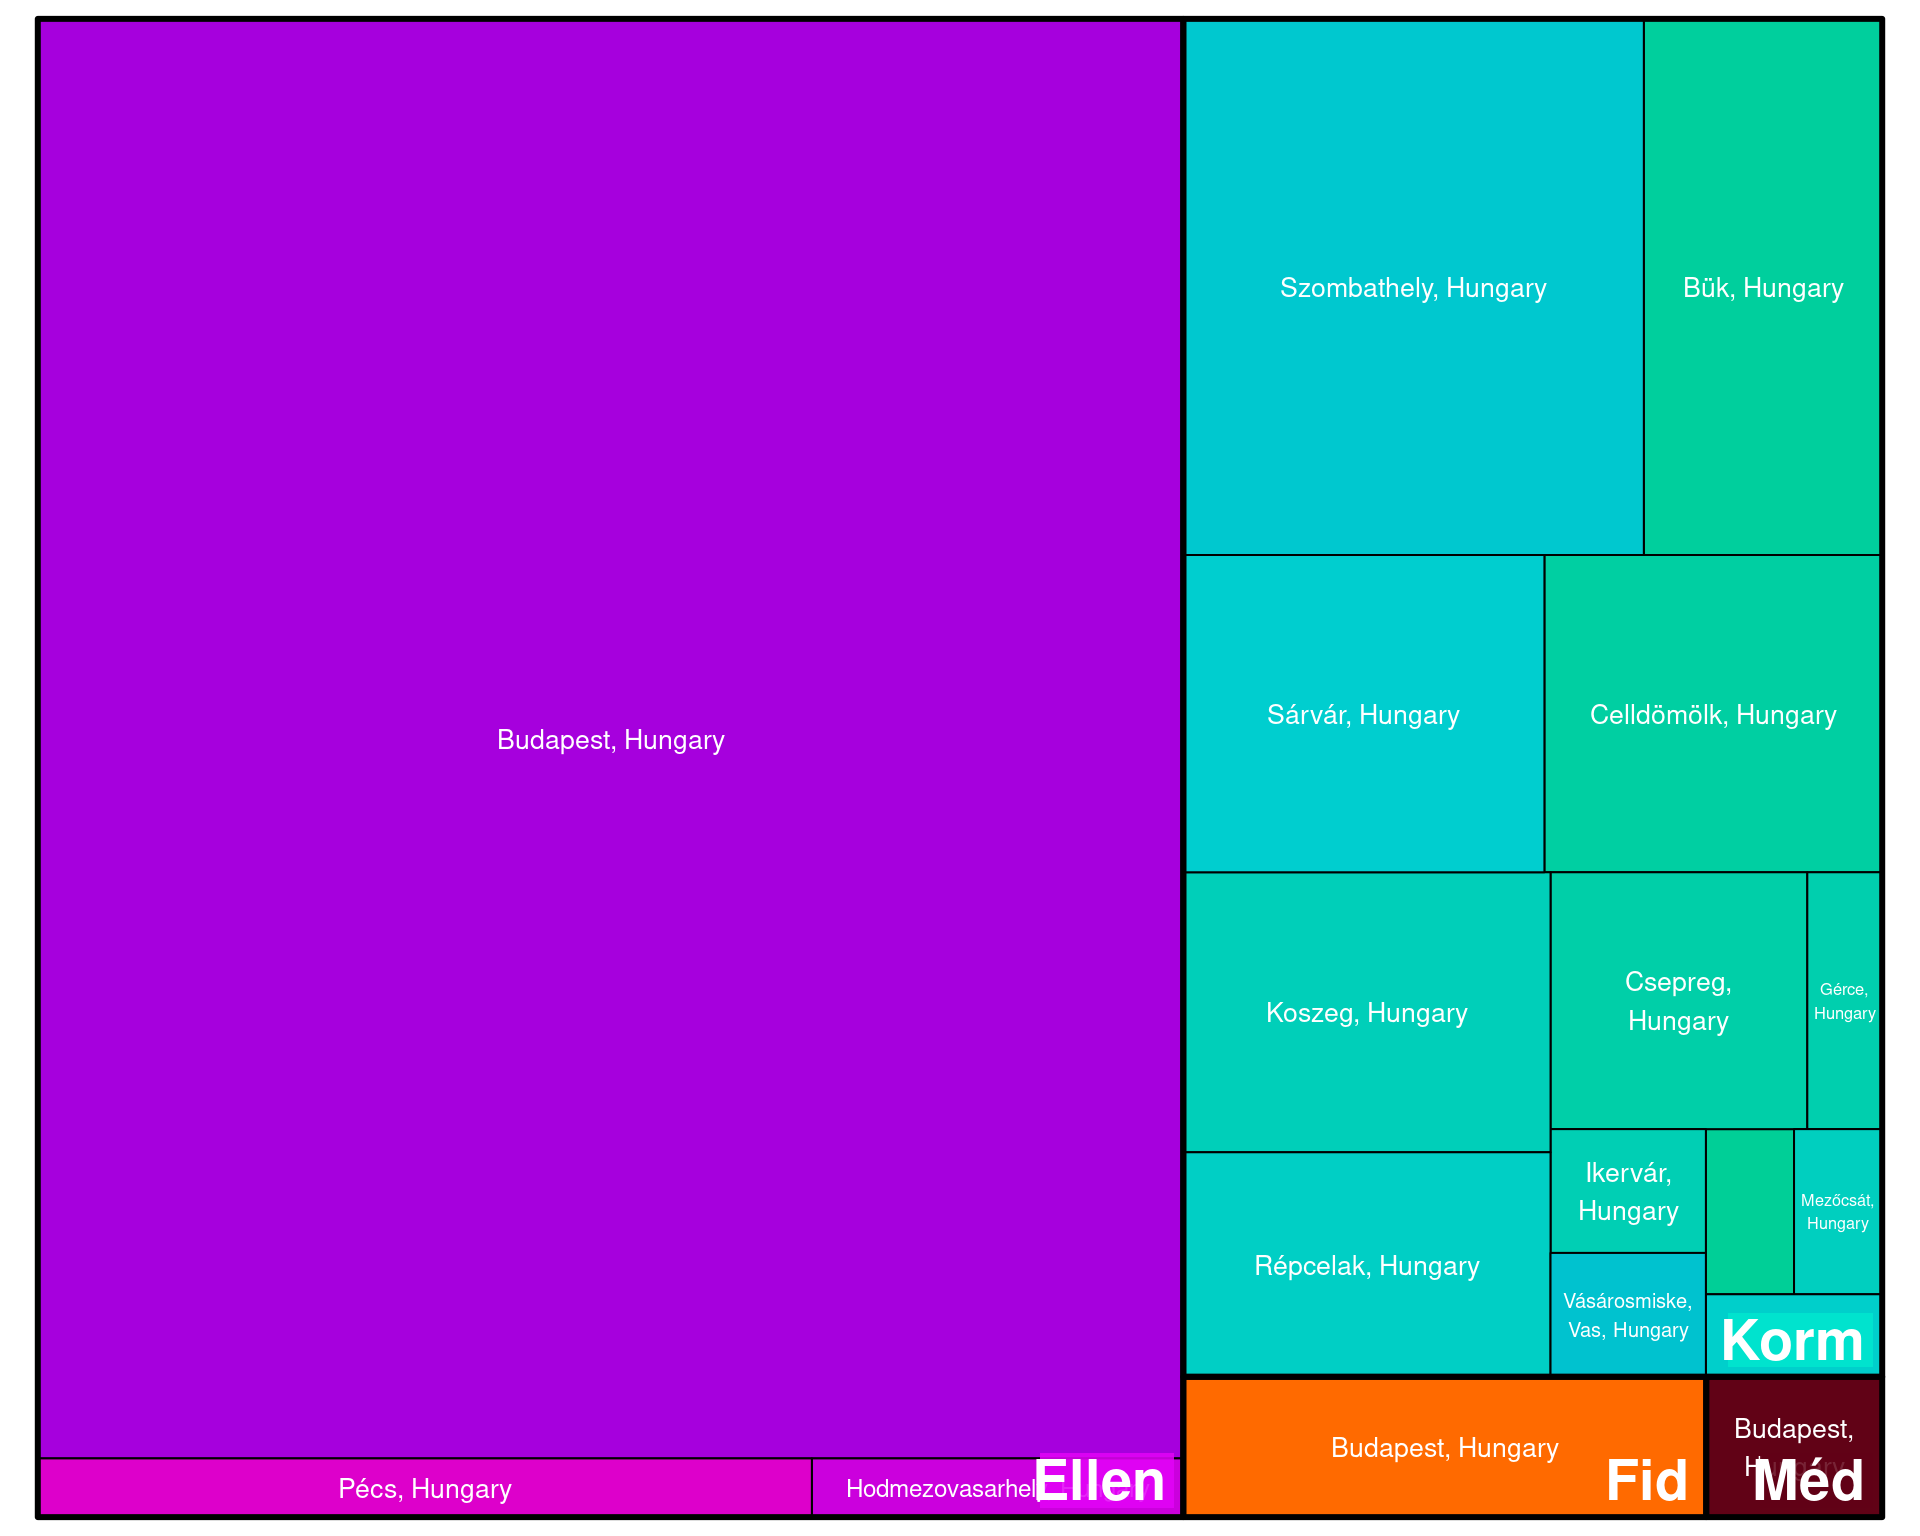 Budapest, Hungary
Pécs, Hungary
Hodmezovasarhel
Ellen
Szombathely, Hungary
Bük, Hungary
Sárvár, Hungary
Celldömölk, Hungary
Koszeg, Hungary
Csepreg,
Hungary
Gérce,
Hungary
Répcelak, Hungary
Ikervár,
Hungary
Mezőcsát,
Hungary
Vásárosmiske,
Vas, Hungary
Korm
Budapest, Hungary
Fid
Budapest,
Hungary
Méd